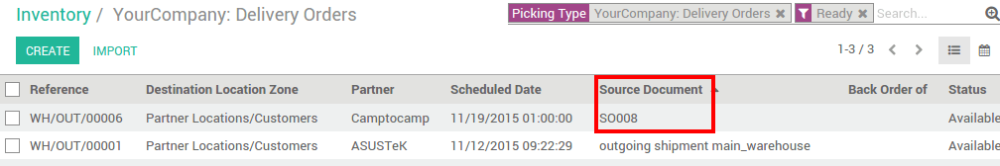 Inventory / YourCompany: Delivery Orders
Picking Type YourCompany: Delivery Orders ✖ Ready ✖ Search...
CREATE IMPORT 1-3 / 3
Reference Destination Location Zone Partner Scheduled Date Source Document Back Order of Status
WH/OUT/00006 Partner Locations/Customers Camptocamp 11/19/2015 01:00:00 SO008 Available
WH/OUT/00001 Partner Locations/Customers ASUSTeK 11/12/2015 09:22:29 outgoing shipment main_warehouse Available